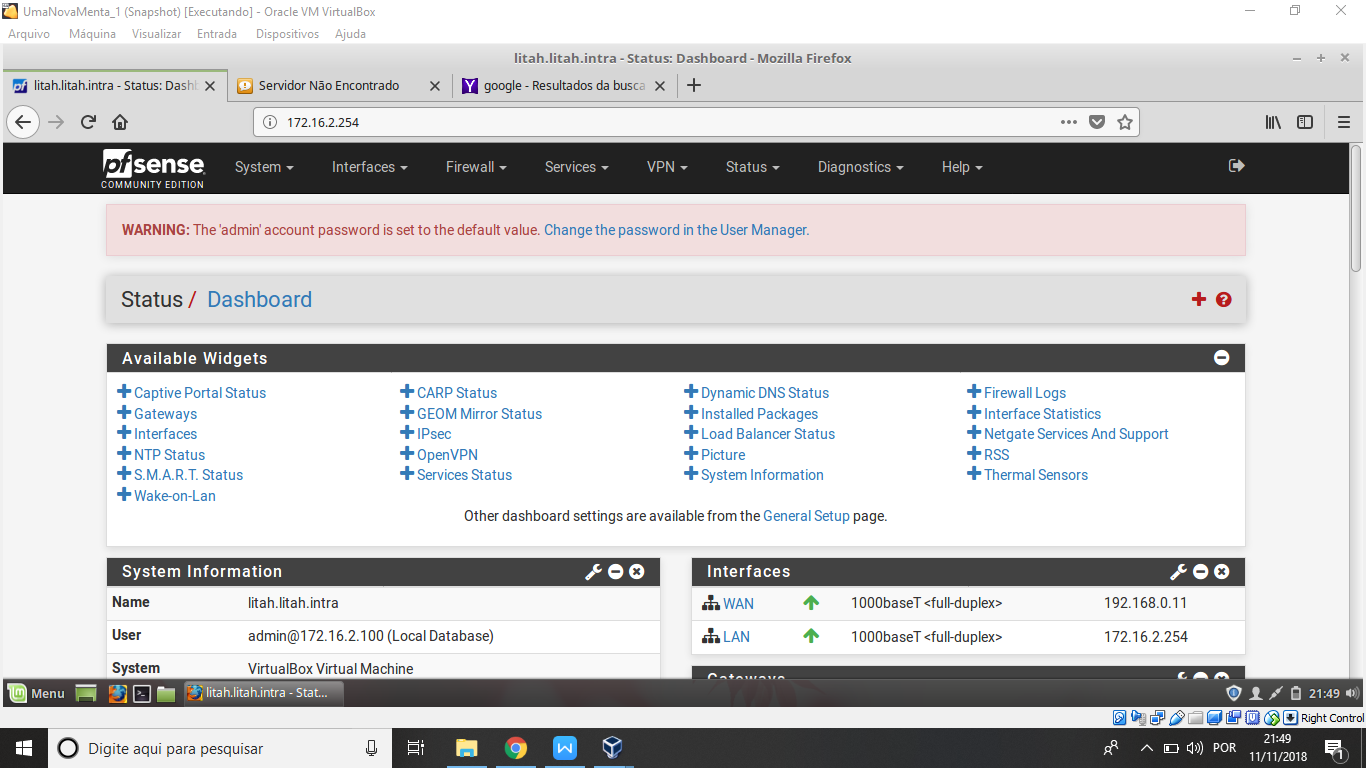 UmaNovaMenta_1 (Snapshot) [Executando] - Oracle VM VirtualBox
Arquivo Máquina Visualizar Entrada Dispositivos Ajuda
litah.litah.intra - Status: Dashboard - Mozilla Firefox
litah.litah.intra - Status: Dashb
Servidor Não Encontrado
google - Resultados da busca
172.16.2.254
pfsense
COMMUNITY EDITION
System Interfaces Firewall Services VPN Status Diagnostics Help
WARNING: The 'admin' account password is set to the default value. Change the password in the User Manager.
Status / Dashboard
Available Widgets
Captive Portal Status CARP Status Dynamic DNS Status Firewall Logs
Gateways GEOM Mirror Status Installed Packages Interface Statistics
Interfaces IPsec Load Balancer Status Netgate Services And Support
NTP Status OpenVPN Picture RSS
S.M.A.R.T. Status Services Status System Information Thermal Sensors
Wake-on-Lan
Other dashboard settings are available from the General Setup page.
System Information
Name litah.litah.intra
User admin@172.16.2.100 (Local Database)
System VirtualBox Virtual Machine
Interfaces
WAN 1000baseT <full-duplex> 192.168.0.11
LAN 1000baseT <full-duplex> 172.16.2.254
Gateways
Menu
litah.litah.intra - Stat...
21:49
Right Control
Digite aqui para pesquisar
POR
21:49
11/11/2018
1